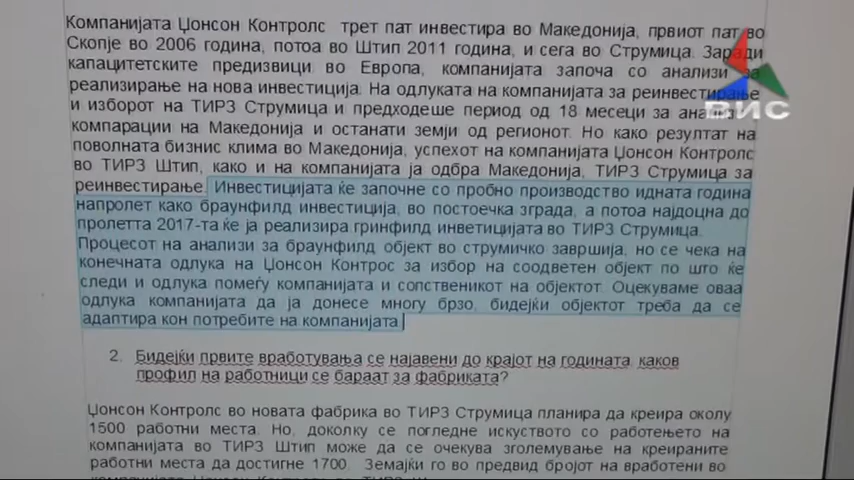 Компанијата Џонсон Контролс трет пат инвестира во Македонија, првиот пат во
Скопје во 2006 година, потоа во Штип 2011 година, и сега во Струмица. Заради
капацитетските предизвици во Европа, компанијата започа со анализи за
реализирање на нова инвестиција. На одлуката на компанијата за реинвестирање
и изборот на ТИРЗ Струмица и предходеше период од 18 месеци за анализи,
компарации на Македонија и останати земји од регионот. Но како резултат на
поволната бизнис клима во Македонија, успехот на компанијата Џонсон Контролс
во ТИРЗ Штип, како и на компанијата ја одбра Македонија, ТИРЗ Струмица за
реинвестирање. Инвестицијата ќе започне со пробно производство идната година
напролет како браунфилд инвестиција, во постоечка зграда, а потоа најдоцна до
пролетта 2017-та ќе ја реализира гринфилд инветицијата во ТИРЗ Струмица.
Процесот на анализи за браунфилд објект во струмичко завршија, но се чека на
конечната одлука на Џонсон Контрос за избор на соодветен објект по што ќе
следи и одлука помеѓу компанијата и сопственикот на објектот. Оцекуваме оваа
одлука компанијата да ја донесе многу брзо, бидејќи објектот треба да се
адаптира кон потребите на компанијата
2. Бидејќи првите вработувања се најавени до крајот на годината, каков
профил на работници се бараат за фабриката?
Џонсон Контролс во новата фабрика во ТИРЗ Струмица планира да креира околу
1500 работни места. Но, доколку се погледне искуството со работењето на
компанијата во ТИРЗ Штип може да се очекува зголемување на креираните
работни места да достигне 1700. Земајќи го во предвид бројот на вработени во
ВИС